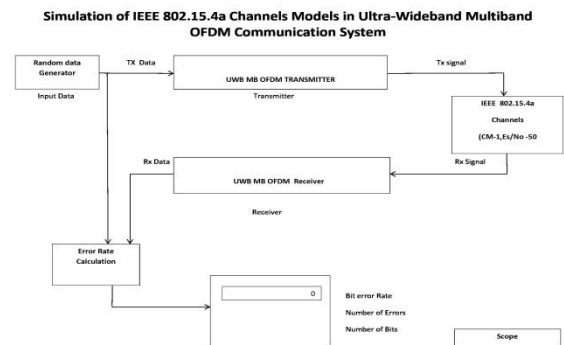 Simulation of IEEE 802.15.4a Channels Models in Ultra-Wideband Multiband
OFDM Communication System
Random data
Generator
TX Data
UWB MB OFDM TRANSMITTER
Tx signal
Input Data
Transmitter
IEEE 802.15.4a
Channels
(CM-1,Es/No -50
Rx Data
UWB MB OFDM Receiver
Rx Signal
Receiver
Error Rate
Calculation
0
Bit error Rate
Number of Errors
Number of Bits
Scope